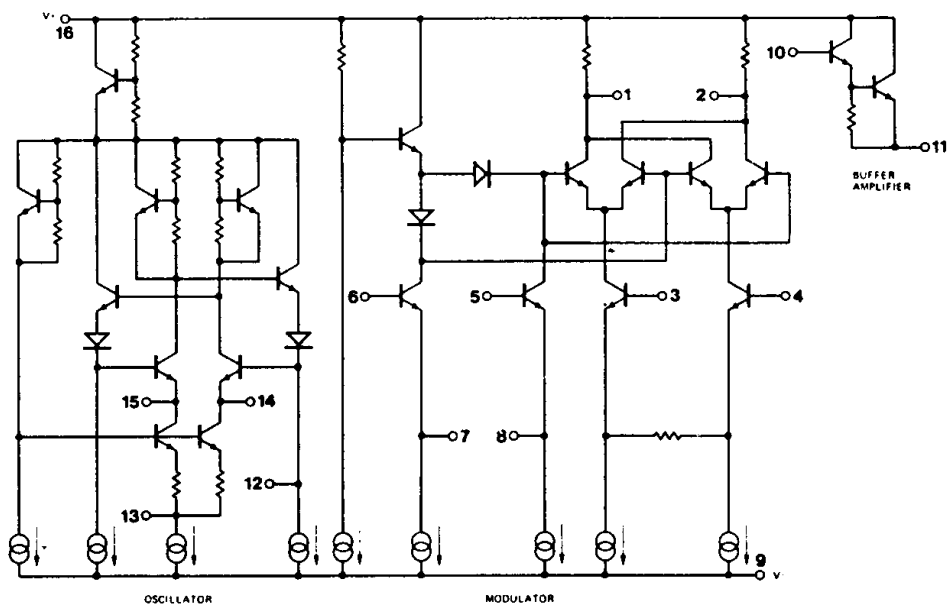 V+
16
10
1
2
11
BUFFER
AMPLIFIER
6
5
3
4
15
14
7
8
12
13
9
V-
OSCILLATOR
MODULATOR